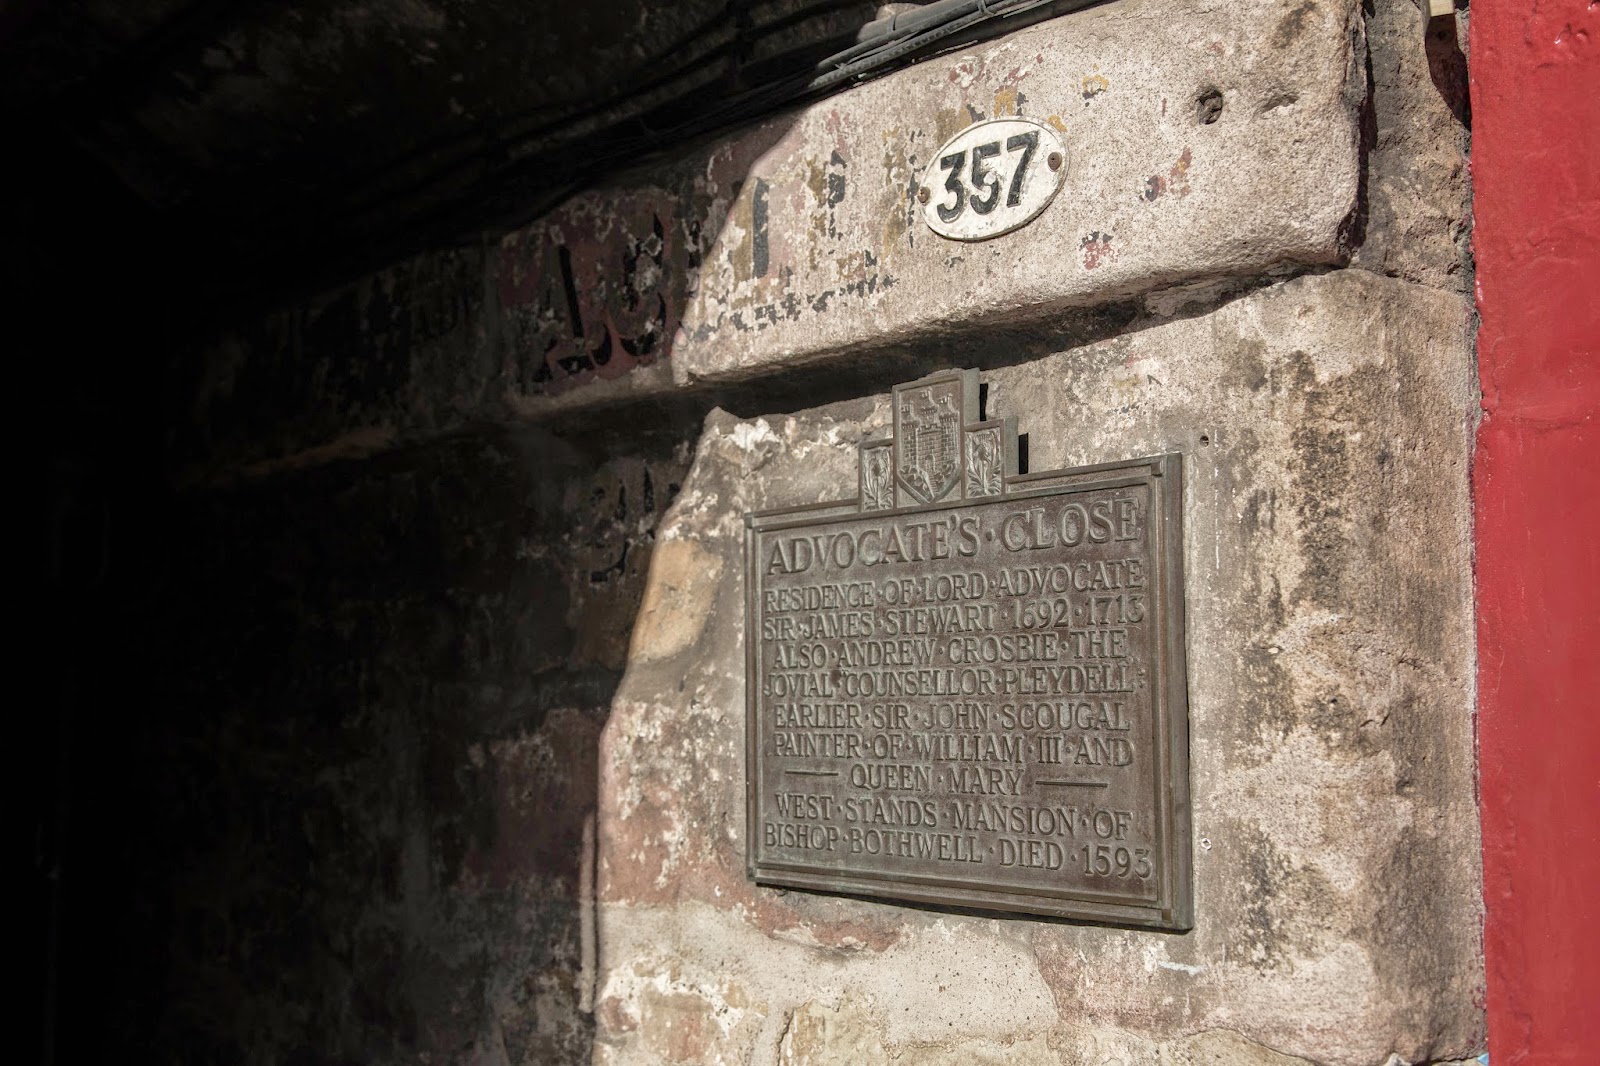 357
ADVOCATE'S · CLOSE
RESIDENCE · OF · LORD · ADVOCATE
SIR · JAMES · STEWART · 1692 · 1713
ALSO · ANDREW · CROSBIE · THE
JOVIAL "COUNSELLOR · PLEYDELL"
EARLIER · SIR · JOHN · SCOUGAL
PAINTER · OF · WILLIAM · III · AND
QUEEN · MARY
WEST · STANDS · MANSION · OF
BISHOP · BOTHWELL · DIED · 1593